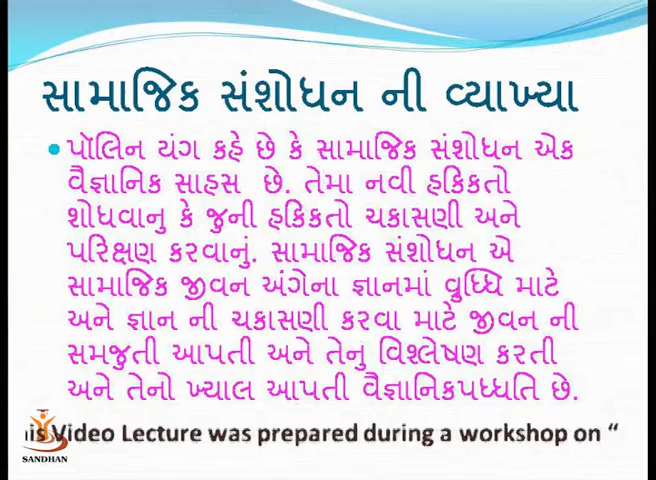 સામાજિક સંશોધન ની વ્યાખ્યા
પૉલિન યંગ કહે છે કે સામાજિક સંશોધન એક
વૈજ્ઞાનિક સાહસ છે. તેમા નવી હકિકતો
શોધવાનુ કે જુની હકિકતો ચકાસણી અને
પરિક્ષણ કરવાનું. સામાજિક સંશોધન એ
સામાજિક જીવન અંગેના જ્ઞાનમાં વ્રુધ્ધિ માટે
અને જ્ઞાન ની ચકાસણી કરવા માટે જીવન ની
સમજુતી આપતી અને તેનુ વિશ્લેષણ કરતી
અને તેનો ખ્યાલ આપતી વૈજ્ઞાનિકપધ્ધતિ છે.
Video Lecture was prepared during a workshop on “
SANDHAN